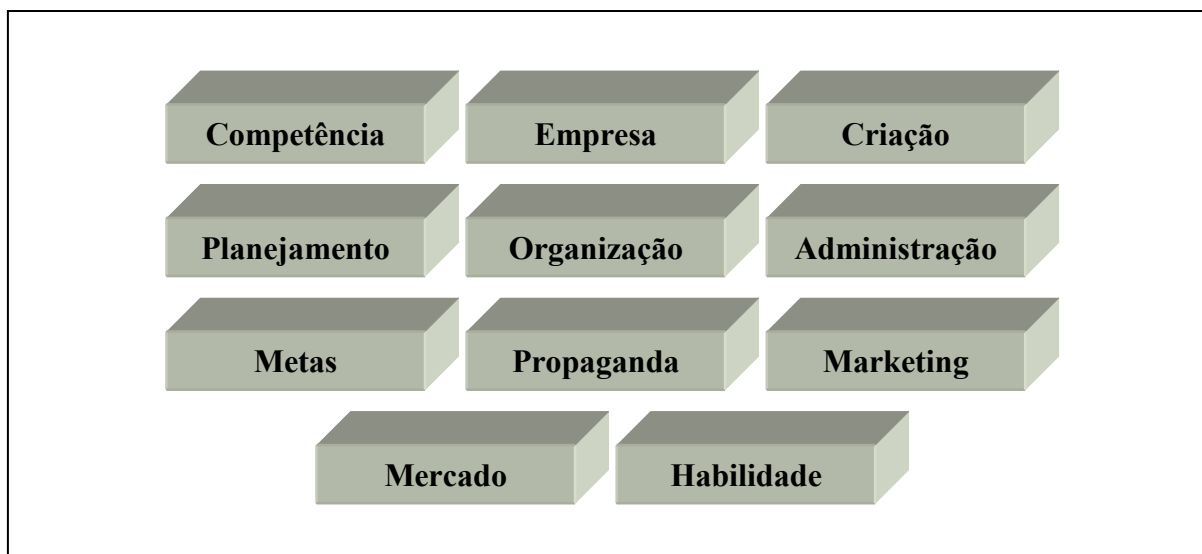 Competência Empresa Criação
Planejamento Organização Administração
Metas Propaganda Marketing
Mercado Habilidade